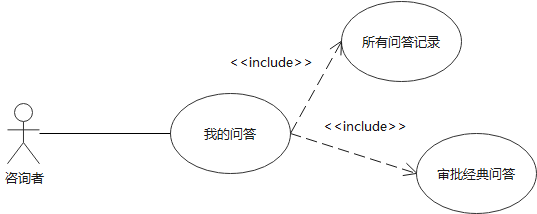 所有问答记录
<<include>>
<<include>>
我的问答
审批经典问答
咨询者